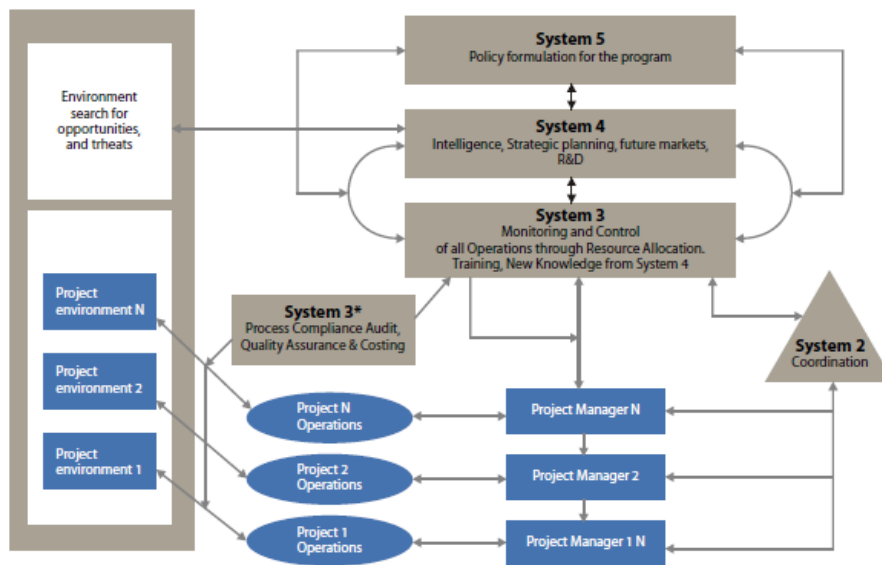 System 5
Policy formulation for the program
Environment
search for
opportunities,
and trheats
System 4
Intelligence, Strategic planning, future markets,
R&D
System 3
Monitoring and Control
of all Operations through Resource Allocation.
Training, New Knowledge from System 4
Project
environment N
System 3*
Process Compliance Audit,
Quality Assurance & Costing
System 2
Coordination
Project
environment 2
Project N
Operations
Project Manager N
Project
environment 1
Project 2
Operations
Project Manager 2
Project 1
Operations
Project Manager 1 N